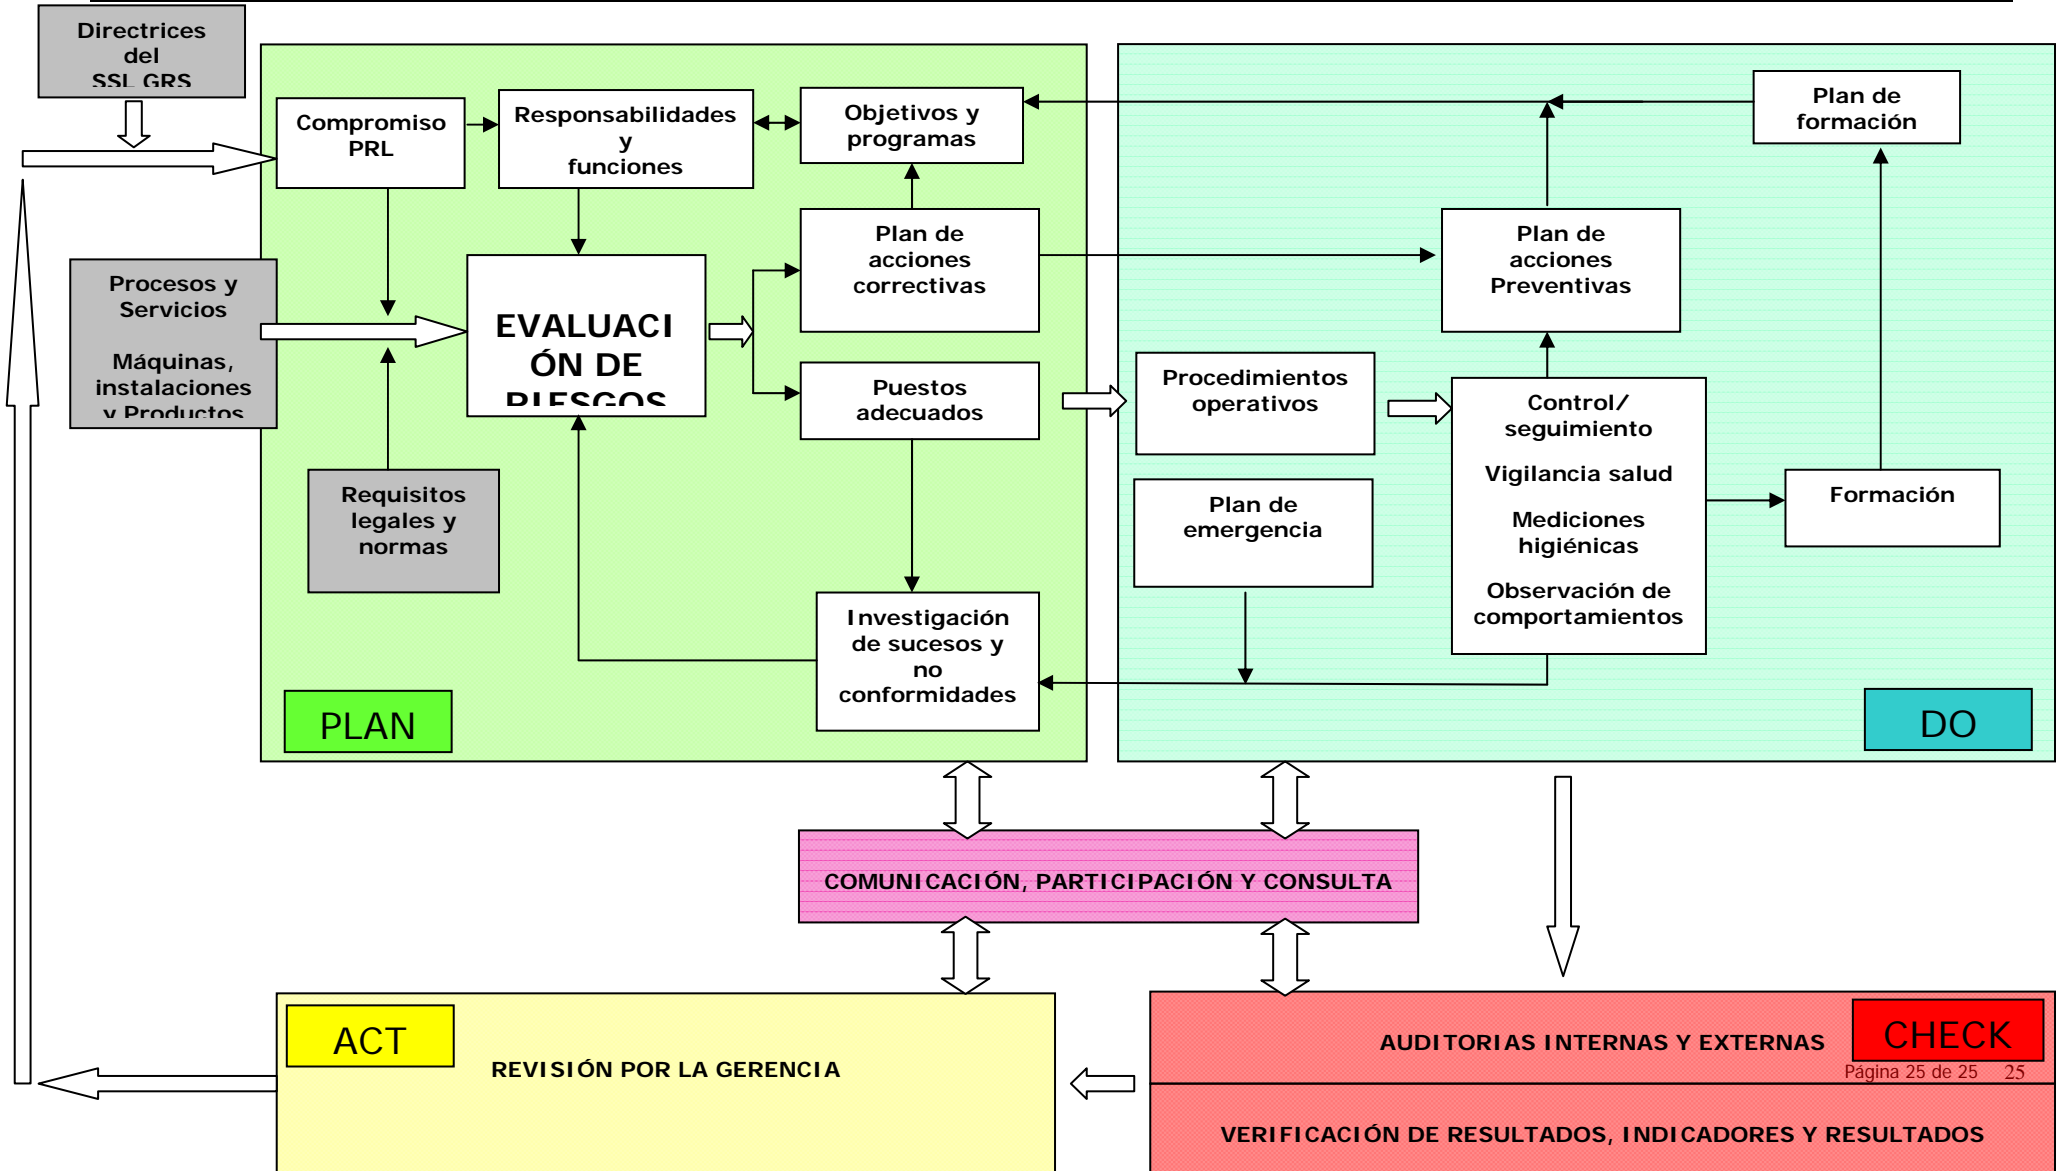 Directrices
del
SSL GRS
Compromiso
PRL
Responsabilidades
y
funciones
Objetivos y
programas
Plan de
acciones
correctivas
Procesos y
Servicios
Máquinas,
instalaciones
y Productos
EVALUACI
ÓN DE
RIESGOS
Puestos
adecuados
Requisitos
legales y
normas
Investigación
de sucesos y
no
conformidades
PLAN
Plan de
formación
Plan de
acciones
Preventivas
Procedimientos
operativos
Control/
seguimiento
Vigilancia salud
Mediciones
higiénicas
Observación de
comportamientos
Plan de
emergencia
Formación
DO
COMUNICACIÓN, PARTICIPACIÓN Y CONSULTA
ACT
REVISIÓN POR LA GERENCIA
AUDITORIAS INTERNAS Y EXTERNAS
CHECK
Página 25 de 25 25
VERIFICACIÓN DE RESULTADOS, INDICADORES Y RESULTADOS